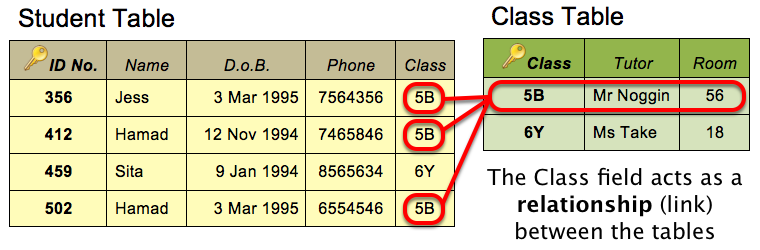 Student Table
ID No. Name D.o.B. Phone Class
356 Jess 3 Mar 1995 7564356 5B
412 Hamad 12 Nov 1994 7465846 5B
459 Sita 9 Jan 1994 8565634 6Y
502 Hamad 3 Mar 1995 6554546 5B
Class Table
Class Tutor Room
5B Mr Noggin 56
6Y Ms Take 18
The Class field acts as a
relationship (link)
between the tables